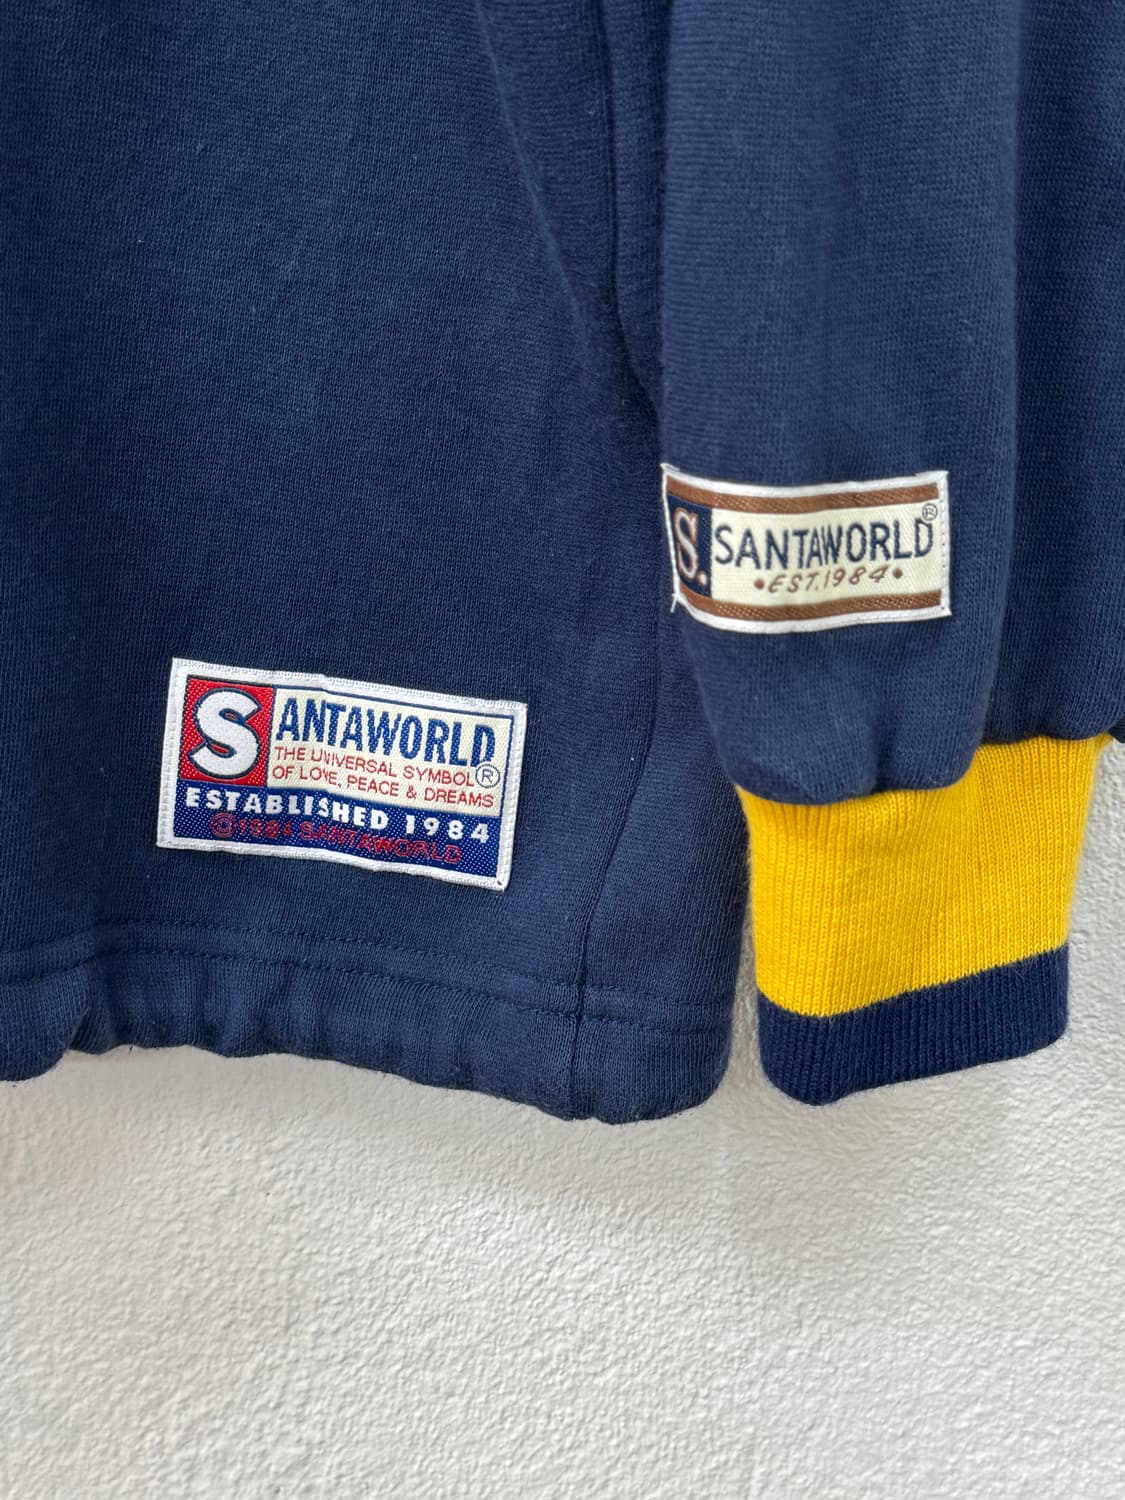 SANTAWORLD
THE UNIVERSAL SYMBOL ®
OF LOVE, PEACE & DREAMS
ESTABLISHED 1984
© 1984 SANTAWORLD
S. SANTAWORLD ®
•EST.1984•